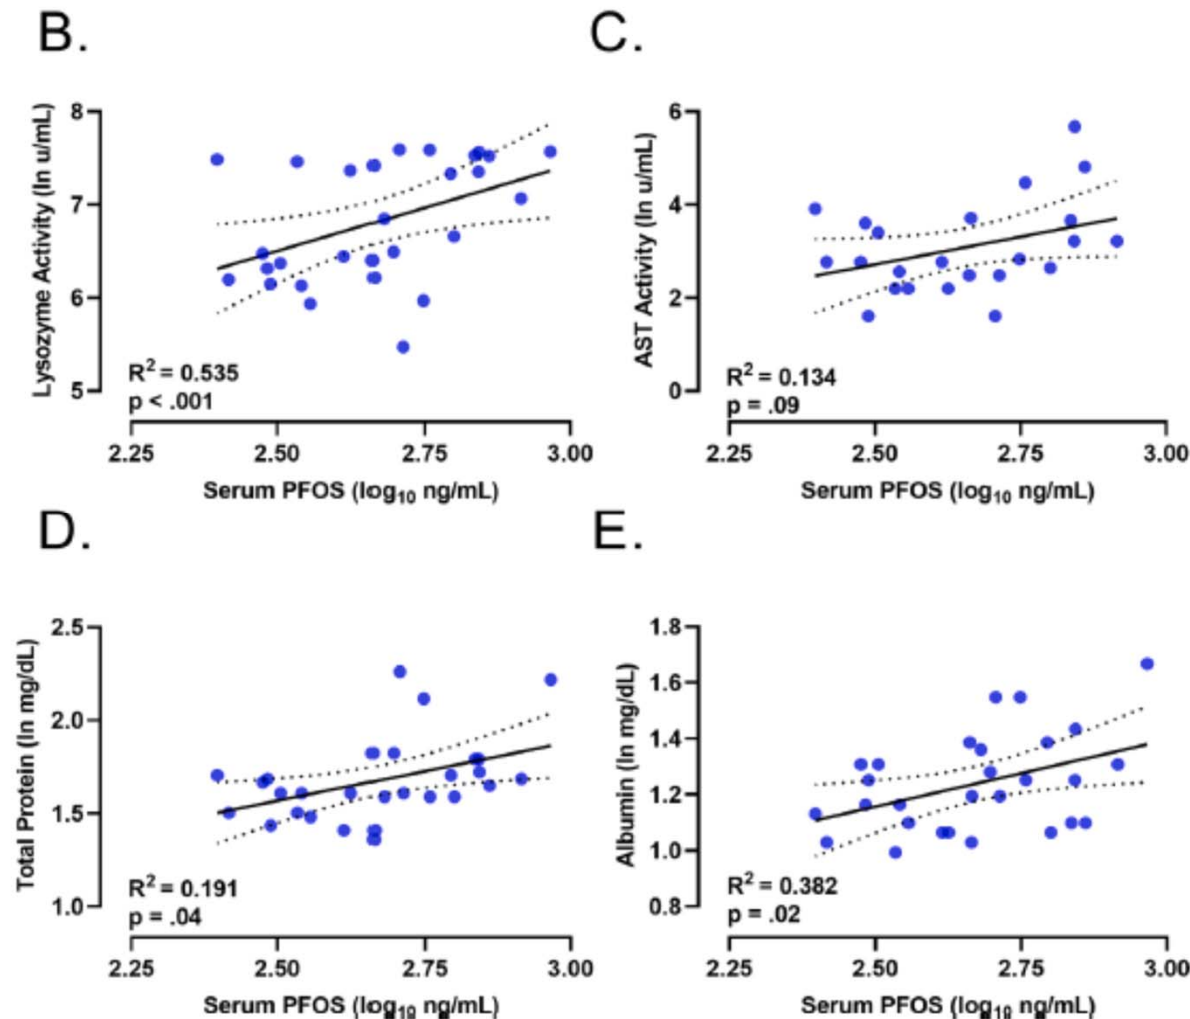 B.
Lysozyme Activity (ln u/mL)
8
7
6
5
R² = 0.535
p < .001
2.25 2.50 2.75 3.00
Serum PFOS (log₁₀ ng/mL)
C.
AST Activity (ln u/mL)
6
4
2
0
R² = 0.134
p = .09
2.25 2.50 2.75 3.00
Serum PFOS (log₁₀ ng/mL)
D.
Total Protein (ln mg/dL)
2.5
2.0
1.5
1.0
R² = 0.191
p = .04
2.25 2.50 2.75 3.00
Serum PFOS (log₁₀ ng/mL)
E.
Albumin (ln mg/dL)
1.8
1.6
1.4
1.2
1.0
0.8
R² = 0.382
p = .02
2.25 2.50 2.75 3.00
Serum PFOS (log₁₀ ng/mL)